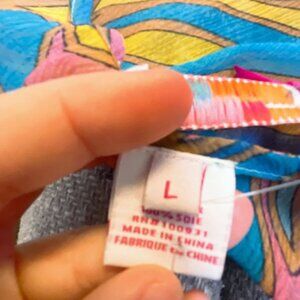 L
100% SOIE
RN#100931
MADE IN CHINA
FABRIQUE EN CHINE